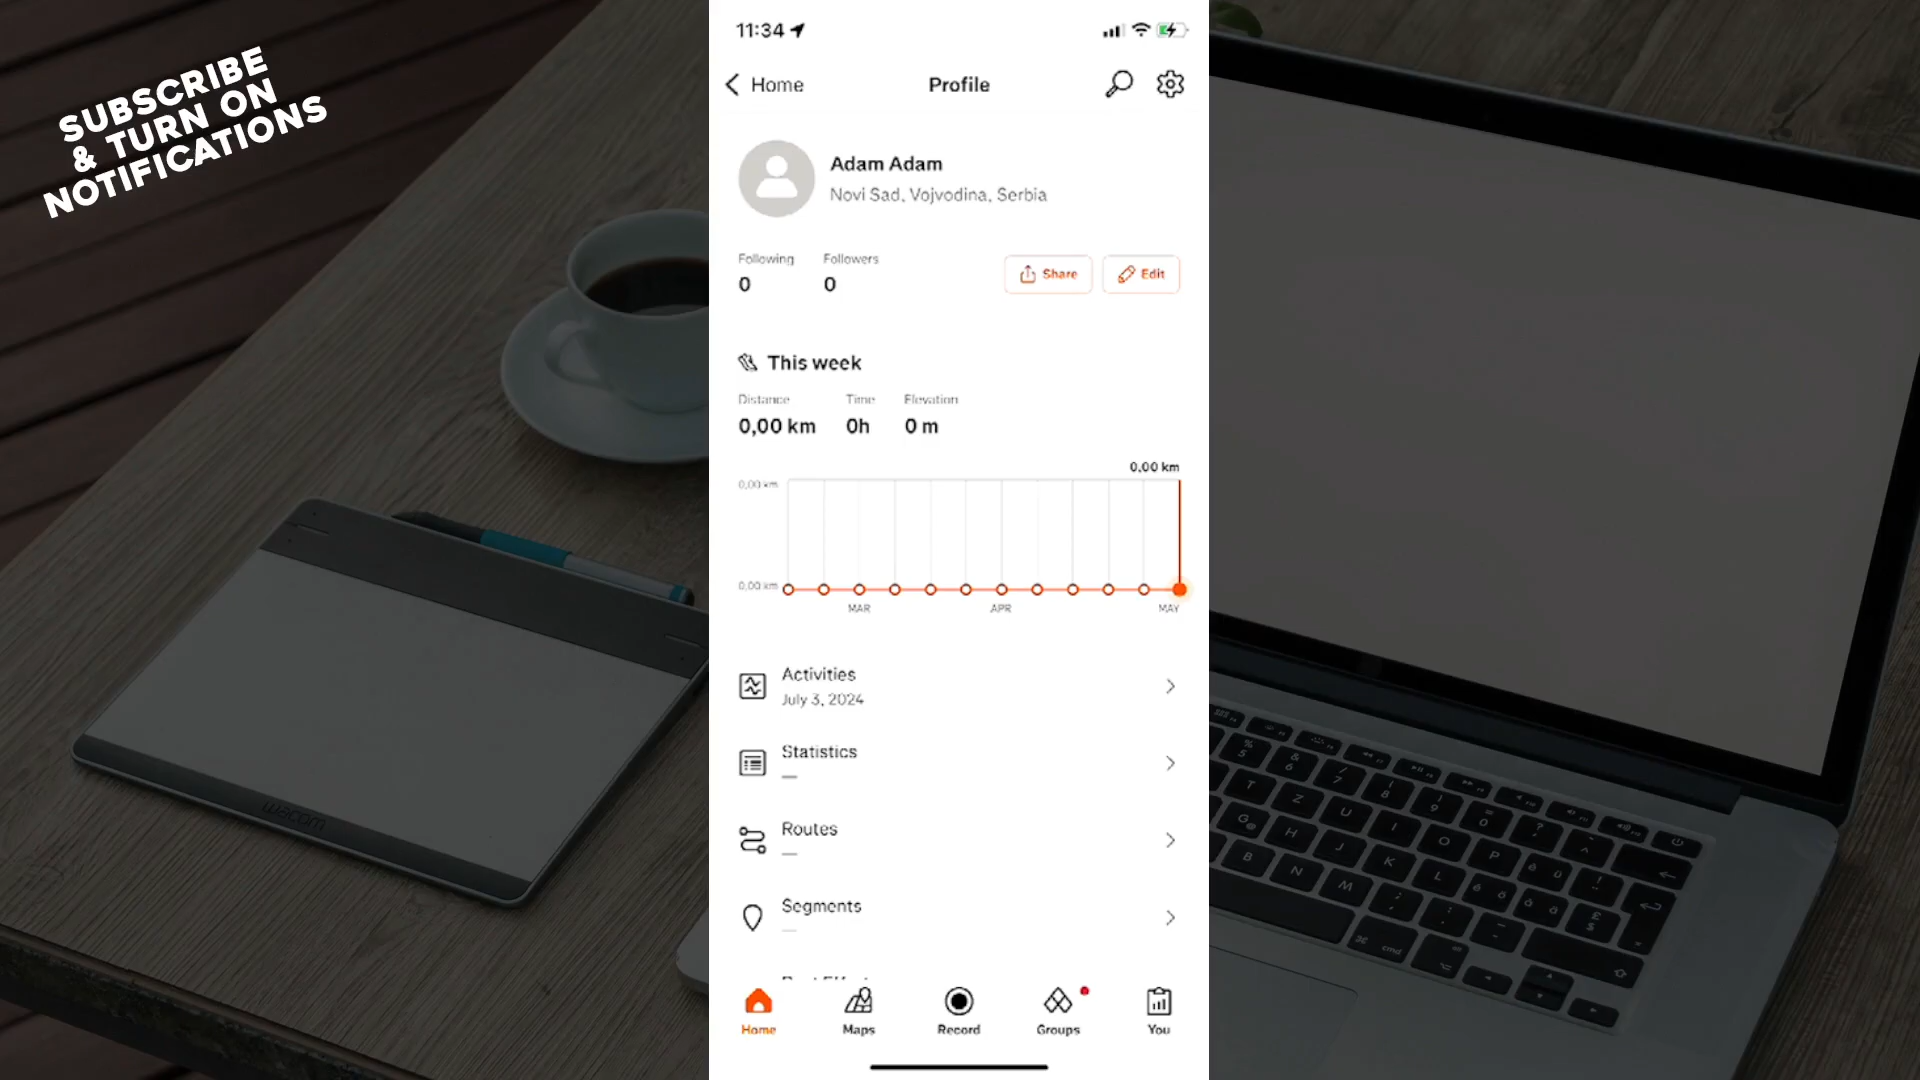 SUBSCRIBE
& TURN ON
NOTIFICATIONS
11:34
Home
Profile
Adam Adam
Novi Sad, Vojvodina, Serbia
Following
Followers
0
0
Share
Edit
This week
Distance
Time
Elevation
0,00 km
0h
0 m
0,00 km
0,00 km
0,00 km
MAR
APR
MAY
Activities
July 3, 2024
Statistics
—
Routes
—
Segments
—
Home
Maps
Record
Groups
You
wacom